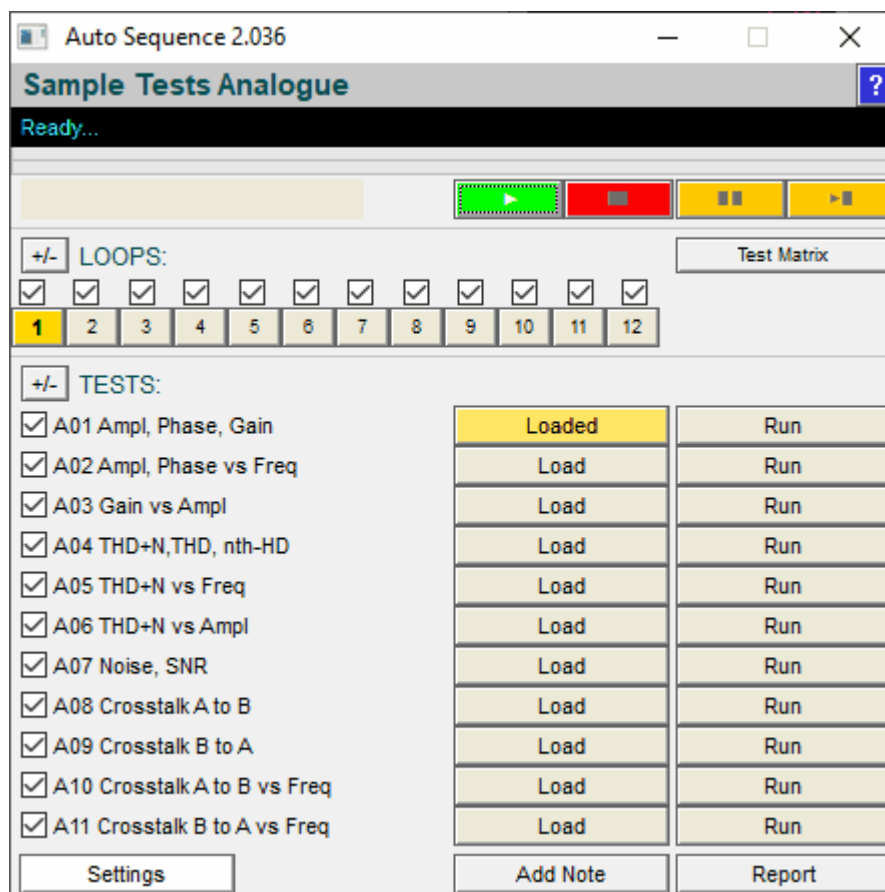 Auto Sequence 2.036
Sample Tests Analogue ?
Ready...
+/- LOOPS: Test Matrix
1 2 3 4 5 6 7 8 9 10 11 12
+/- TESTS:
A01 Ampl, Phase, Gain Loaded Run
A02 Ampl, Phase vs Freq Load Run
A03 Gain vs Ampl Load Run
A04 THD+N,THD, nth-HD Load Run
A05 THD+N vs Freq Load Run
A06 THD+N vs Ampl Load Run
A07 Noise, SNR Load Run
A08 Crosstalk A to B Load Run
A09 Crosstalk B to A Load Run
A10 Crosstalk A to B vs Freq Load Run
A11 Crosstalk B to A vs Freq Load Run
Settings Add Note Report